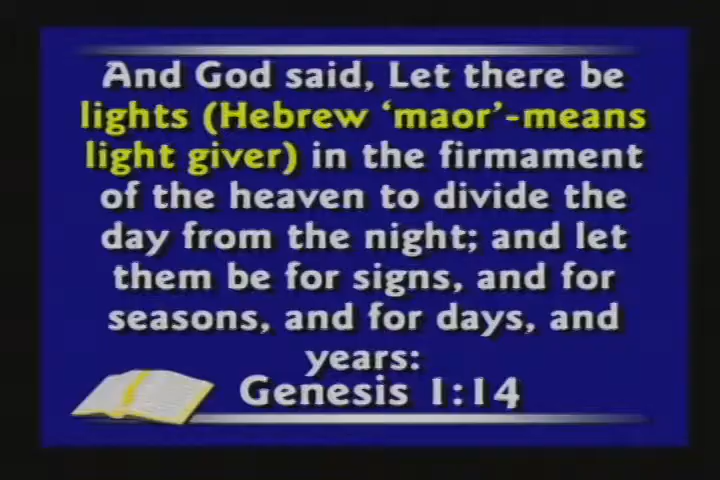 And God said, Let there be
lights (Hebrew ‘maor’-means
light giver) in the firmament
of the heaven to divide the
day from the night; and let
them be for signs, and for
seasons, and for days, and
years:
Genesis 1:14